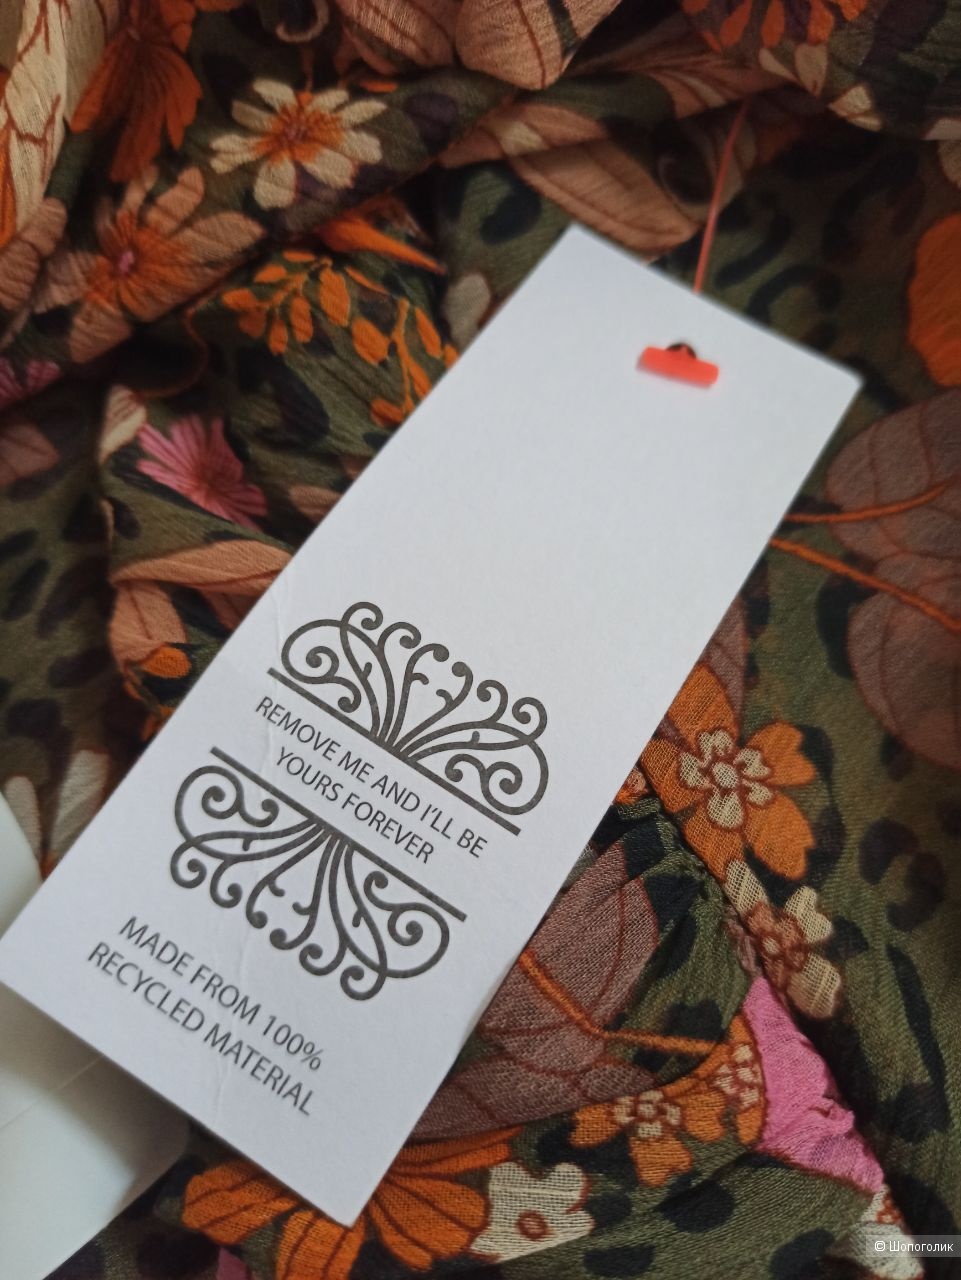 REMOVE ME AND I'LL BE
YOURS FOREVER
MADE FROM 100%
RECYCLED MATERIAL
© Шопоголик